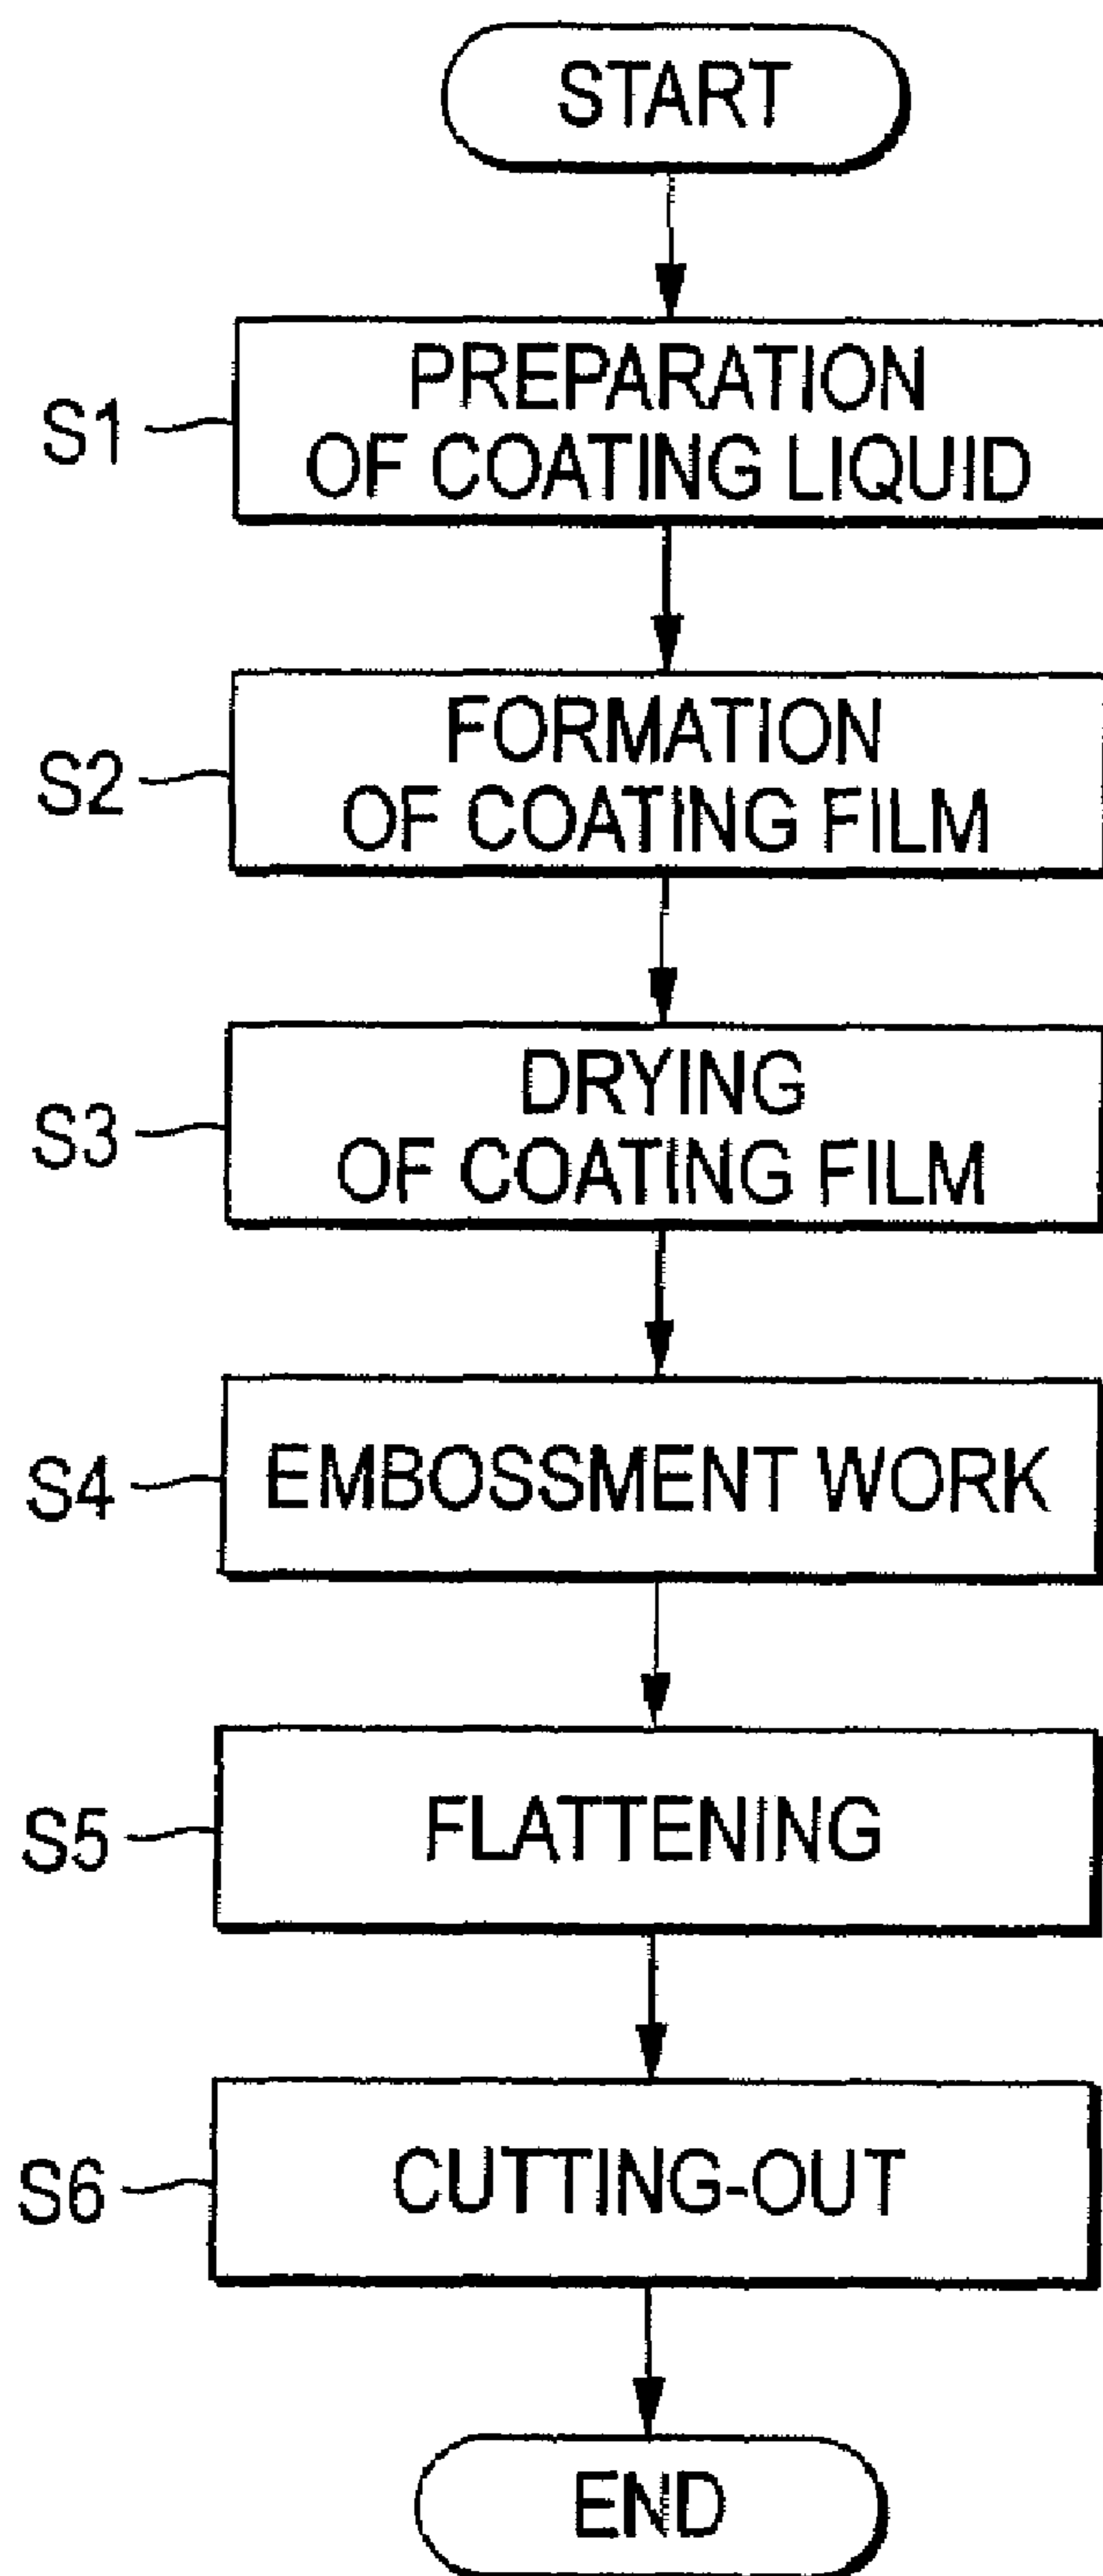 START
S1
PREPARATION
OF COATING LIQUID
S2
FORMATION
OF COATING FILM
S3
DRYING
OF COATING FILM
S4
EMBOSSMENT WORK
S5
FLATTENING
S6
CUTTING-OUT
END